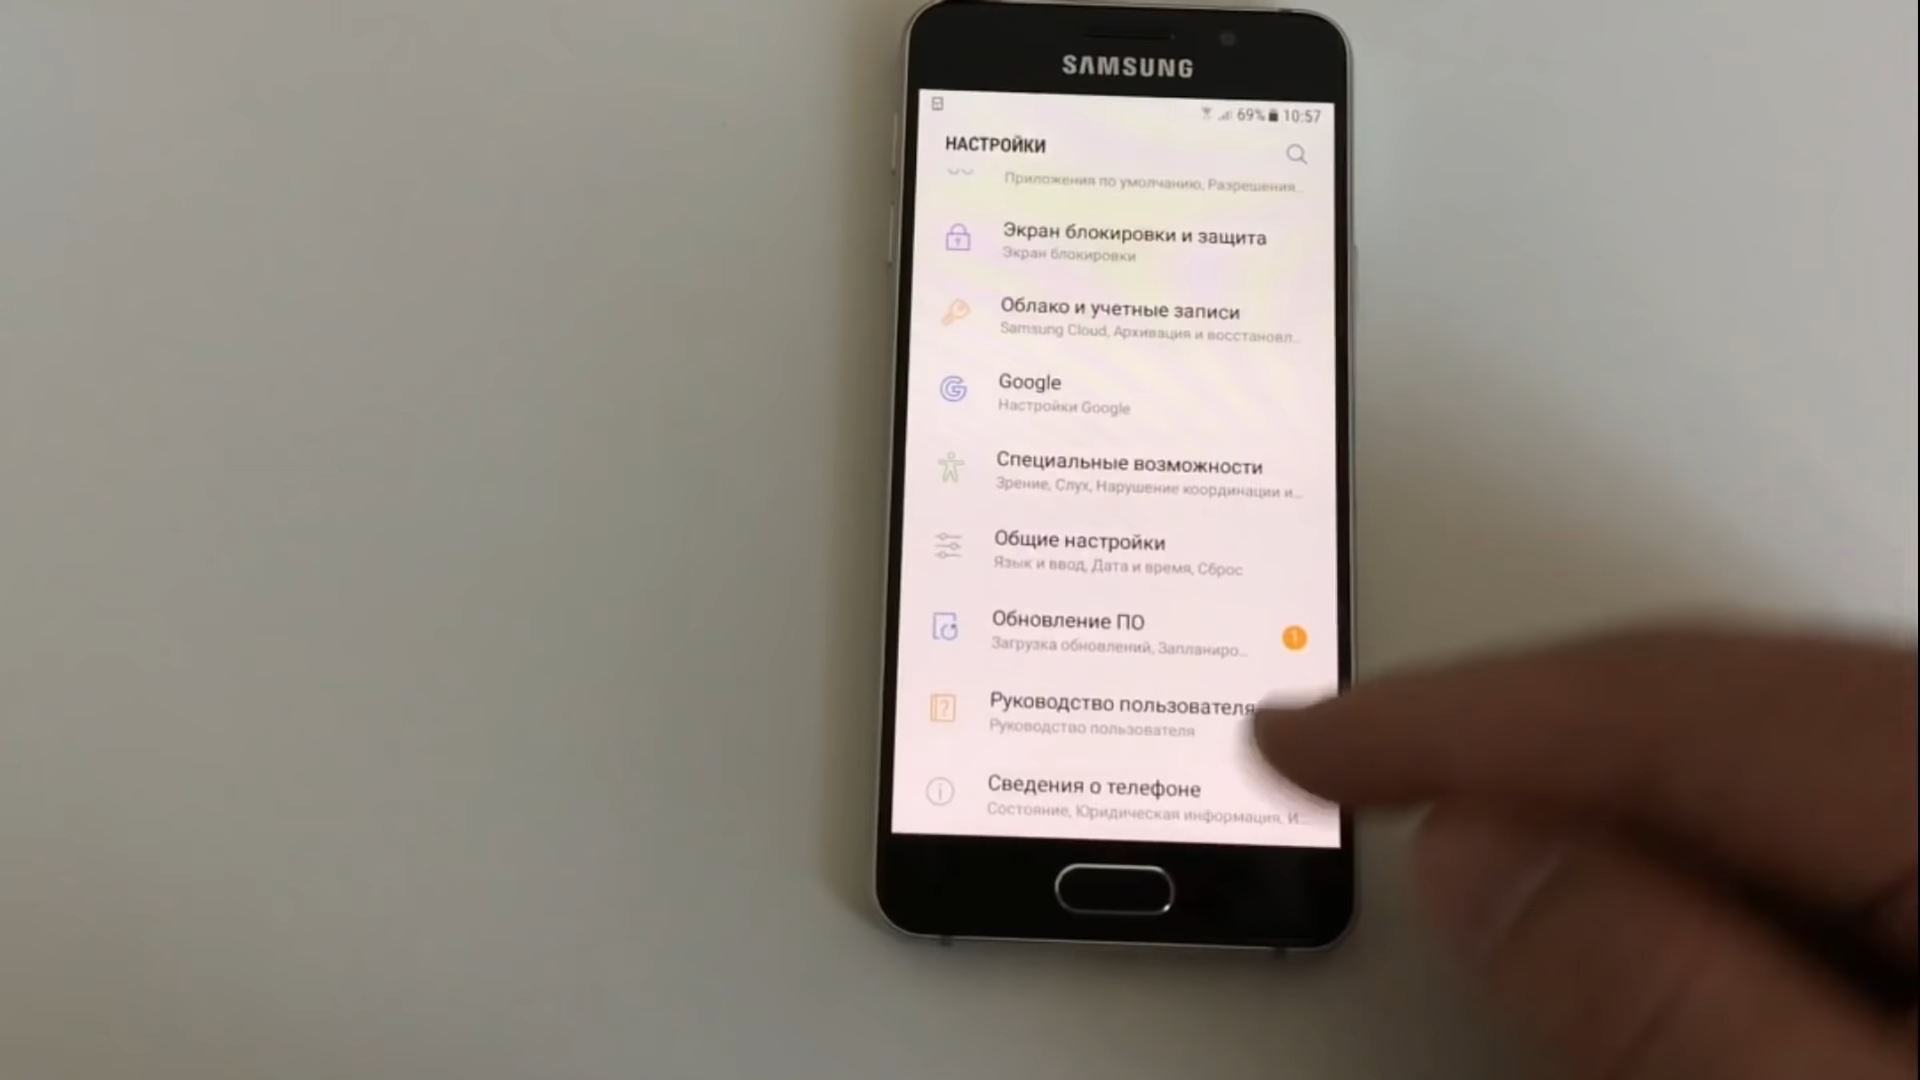 SAMSUNG
69% 10:57
НАСТРОЙКИ
Приложения по умолчанию, Разрешения...
Экран блокировки и защита
Экран блокировки
Облако и учетные записи
Samsung Cloud, Архивация и восстановл...
Google
Настройки Google
Специальные возможности
Зрение, Слух, Нарушение координации и...
Общие настройки
Язык и ввод, Дата и время, Сброс
Обновление ПО
Загрузка обновлений, Запланиро...
1
Руководство пользователя
Руководство пользователя
Сведения о телефоне
Состояние, Юридическая информация, И...